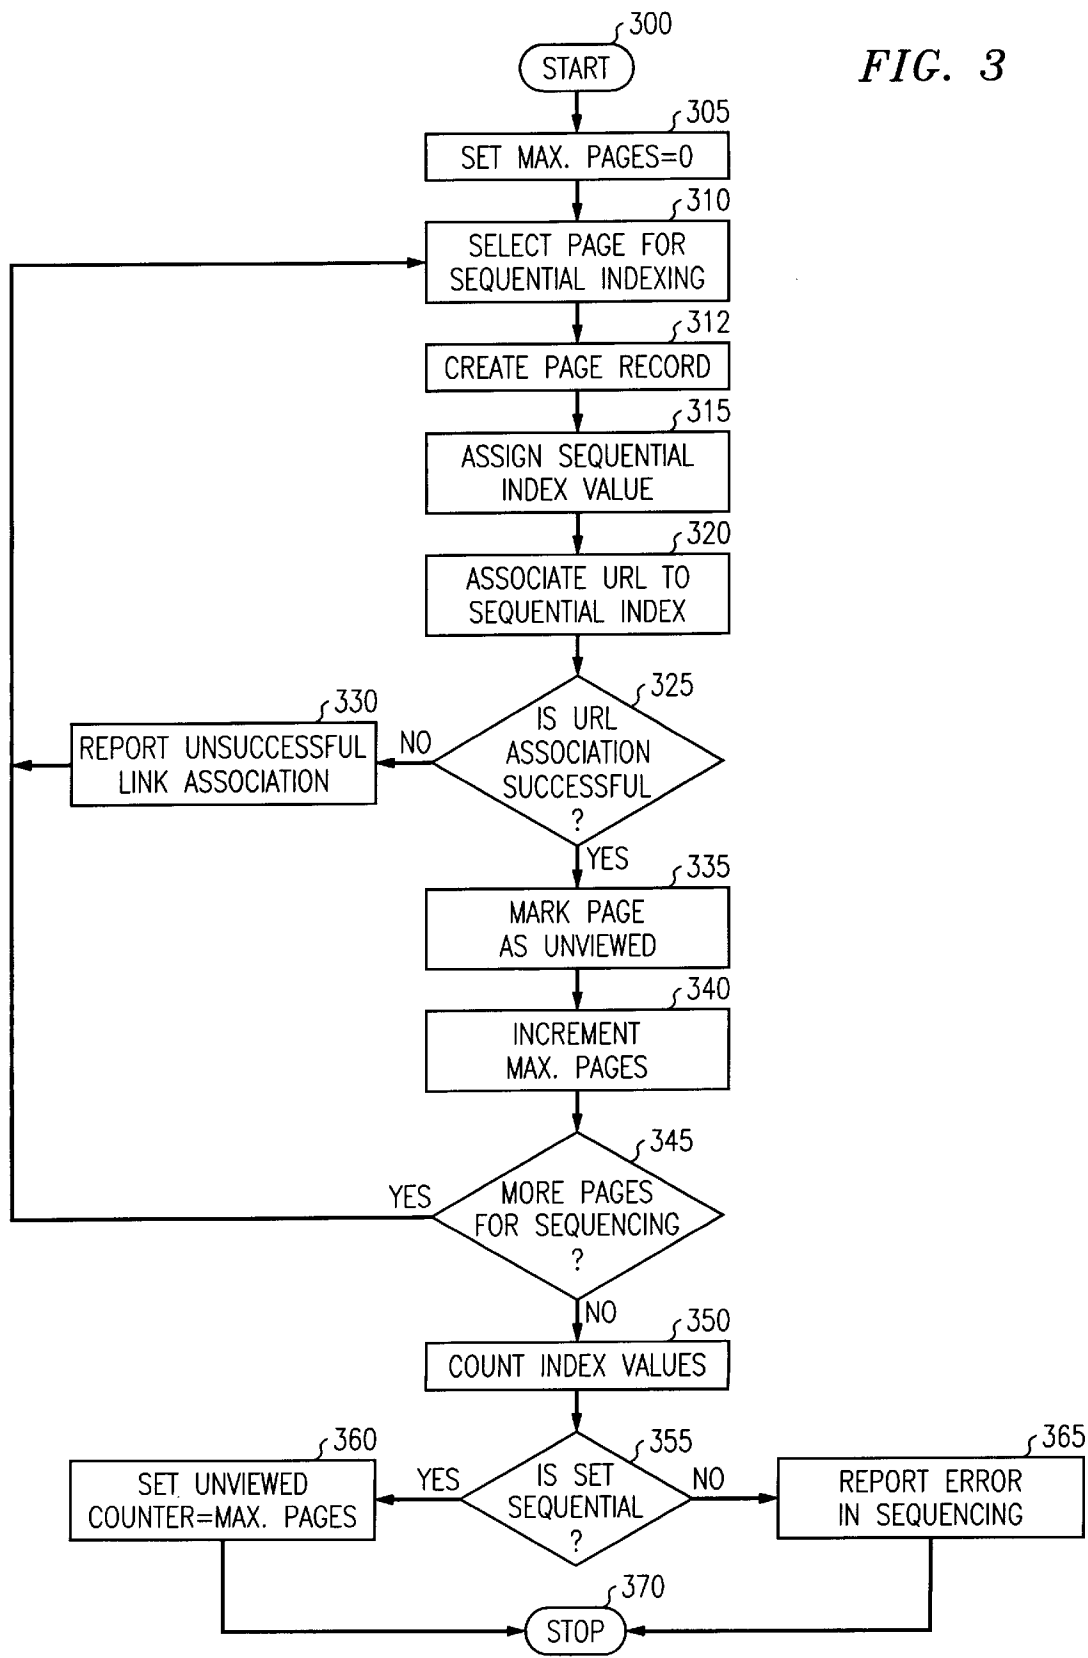 FIG. 3
300
START
305
SET MAX. PAGES=0
310
SELECT PAGE FOR
SEQUENTIAL INDEXING
312
CREATE PAGE RECORD
315
ASSIGN SEQUENTIAL
INDEX VALUE
320
ASSOCIATE URL TO
SEQUENTIAL INDEX
325
IS URL
ASSOCIATION
SUCCESSFUL
?
NO
330
REPORT UNSUCCESSFUL
LINK ASSOCIATION
YES
335
MARK PAGE
AS UNVIEWED
340
INCREMENT
MAX. PAGES
345
MORE PAGES
FOR SEQUENCING
?
YES
NO
350
COUNT INDEX VALUES
355
IS SET
SEQUENTIAL
?
YES
360
SET UNVIEWED
COUNTER=MAX. PAGES
NO
365
REPORT ERROR
IN SEQUENCING
370
STOP